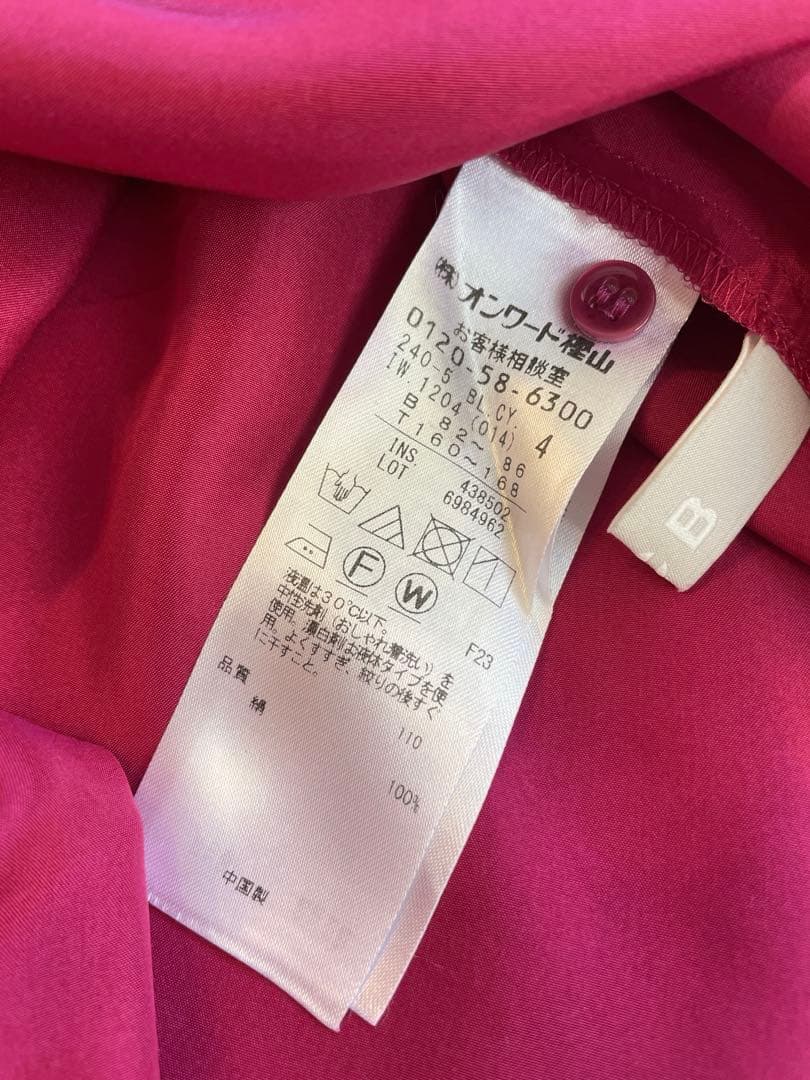 (株)オンワード樫山
お客様相談室
0120-58-6300
240-5. BL.CY.
IW. 1204 (014) 4
B 82~ 86
T 160~168
INS. 438502
LOT 6984962
F W
液温は30℃以下。
中性洗剤(おしゃれ着洗い)を
使用。漂白剤は液体タイプを使
用。よくすすぎ、絞りの後すぐ
に干すこと。
F23
品質
絹 110
100%
中国製
B